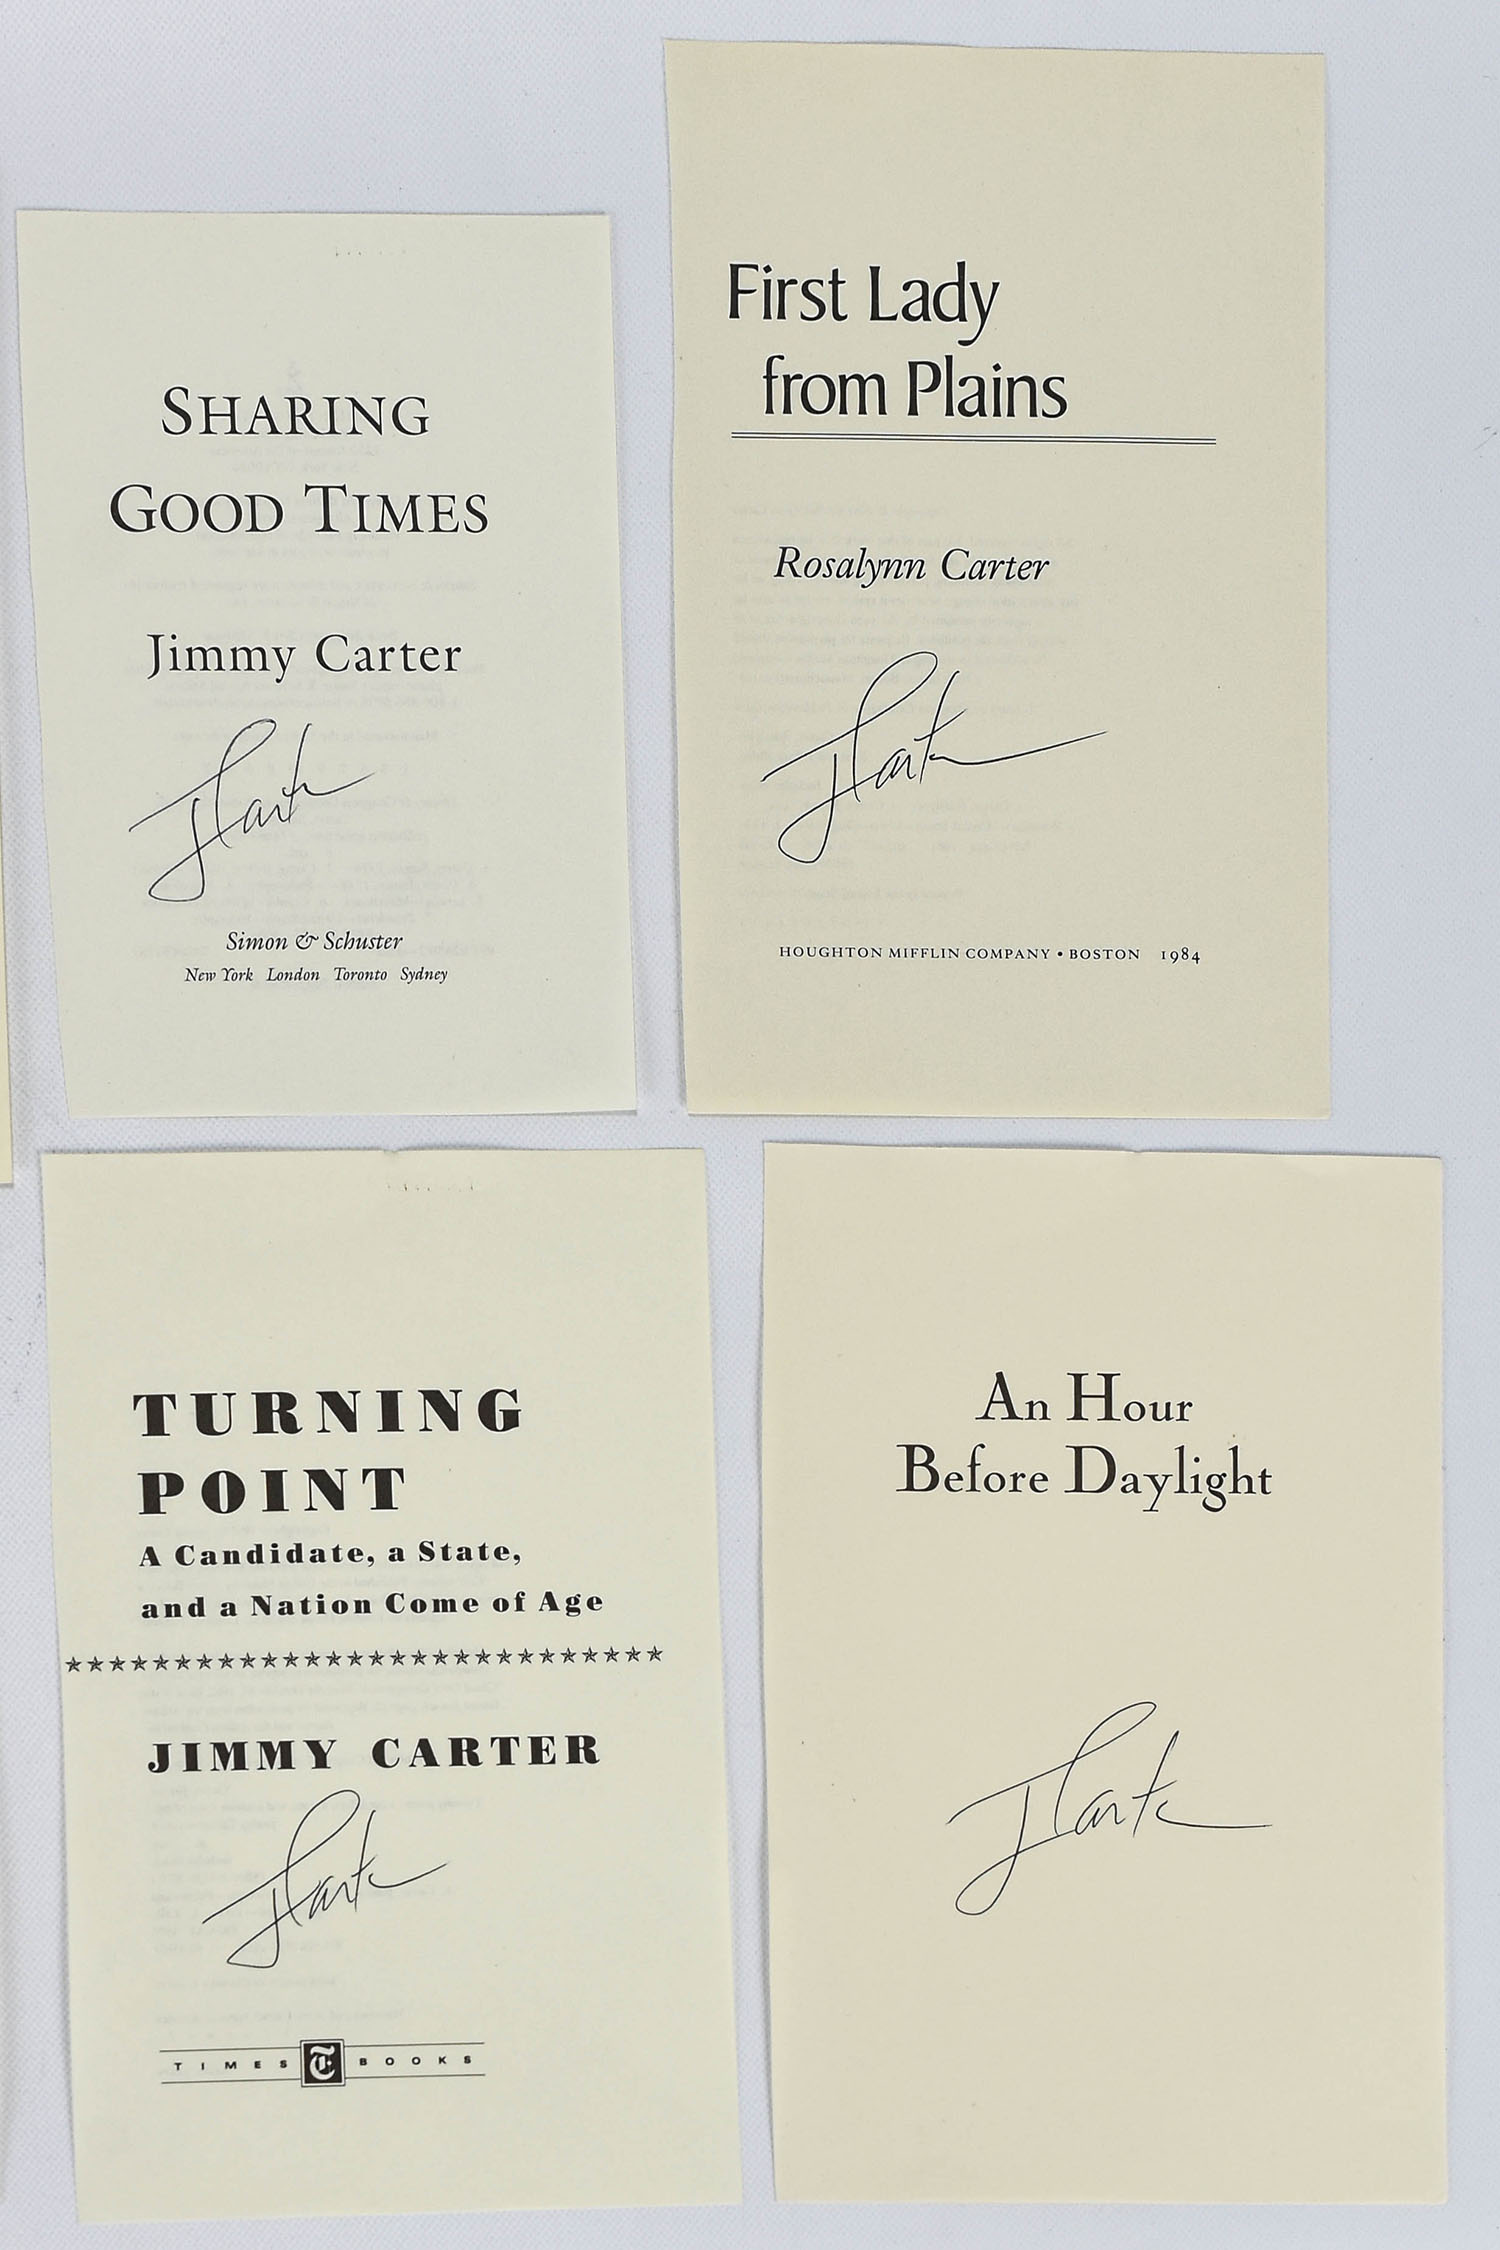 SHARING
GOOD TIMES
Jimmy Carter
J Carter
Simon & Schuster
New York London Toronto Sydney
First Lady
from Plains
Rosalynn Carter
J Carter
HOUGHTON MIFFLIN COMPANY • BOSTON 1984
TURNING
POINT
A Candidate, a State,
and a Nation Come of Age
JIMMY CARTER
J Carter
TIMES T BOOKS
An Hour
Before Daylight
J Carter